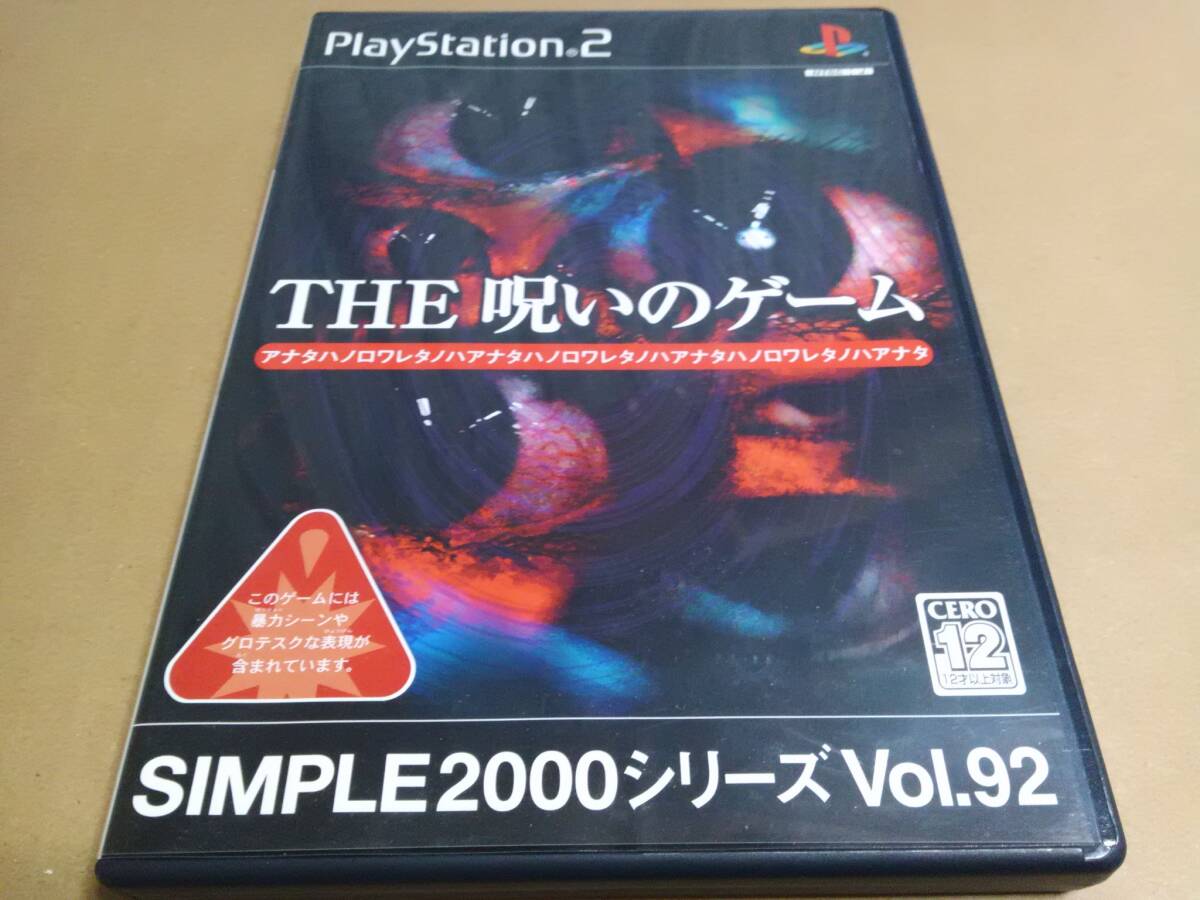 PlayStation®2
NTSC J
THE 呪いのゲーム
アナタハノロワレタノハアナタハノロワレタノハアナタハノロワレタノハアナタ
このゲームには
暴力シーンや
グロテスクな表現が
含まれています。
CERO
12
12才以上対象
SIMPLE2000シリーズ Vol.92